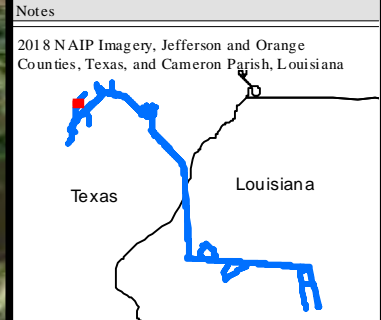 Notes
2018 NAIP Imagery, Jefferson and Orange
Counties, Texas, and Cameron Parish, Louisiana
Louisiana
Texas